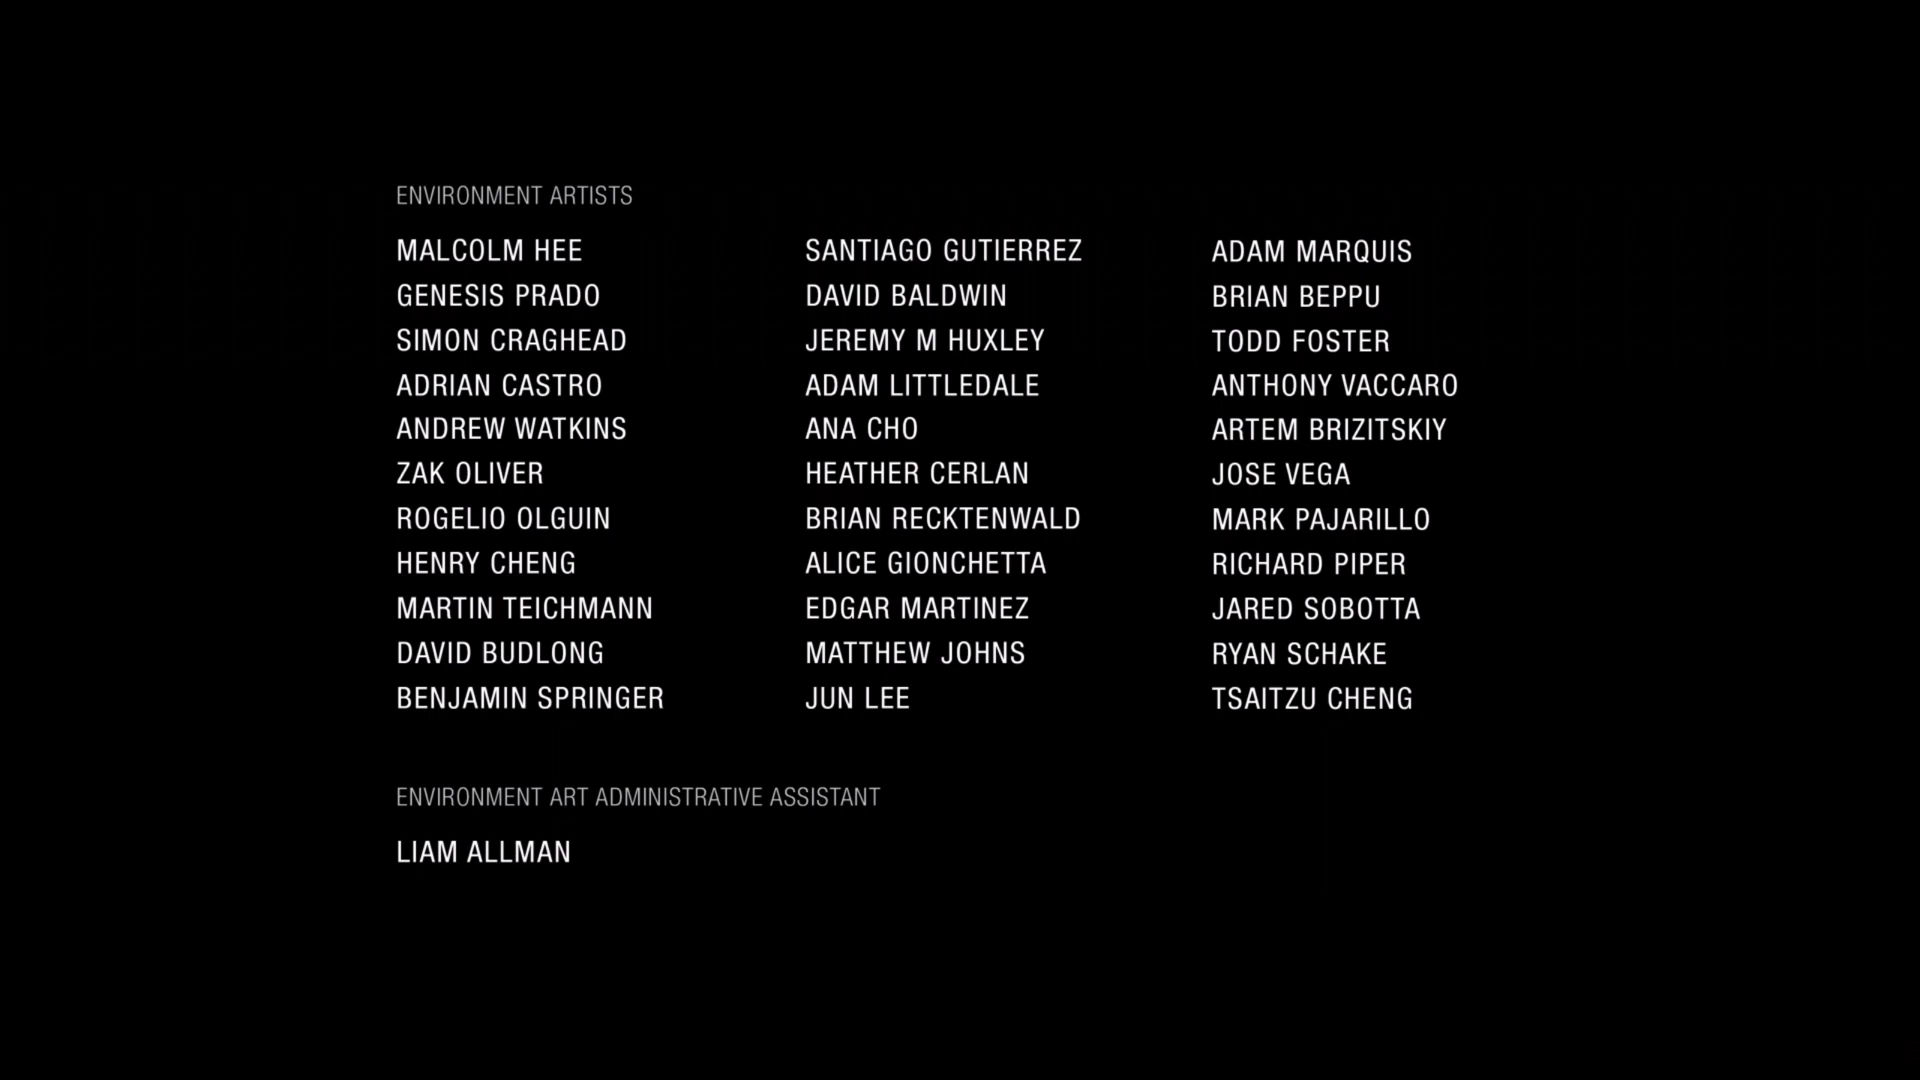 ENVIRONMENT ARTISTS
MALCOLM HEE
GENESIS PRADO
SIMON CRAGHEAD
ADRIAN CASTRO
ANDREW WATKINS
ZAK OLIVER
ROGELIO OLGUIN
HENRY CHENG
MARTIN TEICHMANN
DAVID BUDLONG
BENJAMIN SPRINGER
SANTIAGO GUTIERREZ
DAVID BALDWIN
JEREMY M HUXLEY
ADAM LITTLEDALE
ANA CHO
HEATHER CERLAN
BRIAN RECKTENWALD
ALICE GIONCHETTA
EDGAR MARTINEZ
MATTHEW JOHNS
JUN LEE
ADAM MARQUIS
BRIAN BEPPU
TODD FOSTER
ANTHONY VACCARO
ARTEM BRIZITSKIY
JOSE VEGA
MARK PAJARILLO
RICHARD PIPER
JARED SOBOTTA
RYAN SCHAKE
TSAITZU CHENG
ENVIRONMENT ART ADMINISTRATIVE ASSISTANT
LIAM ALLMAN